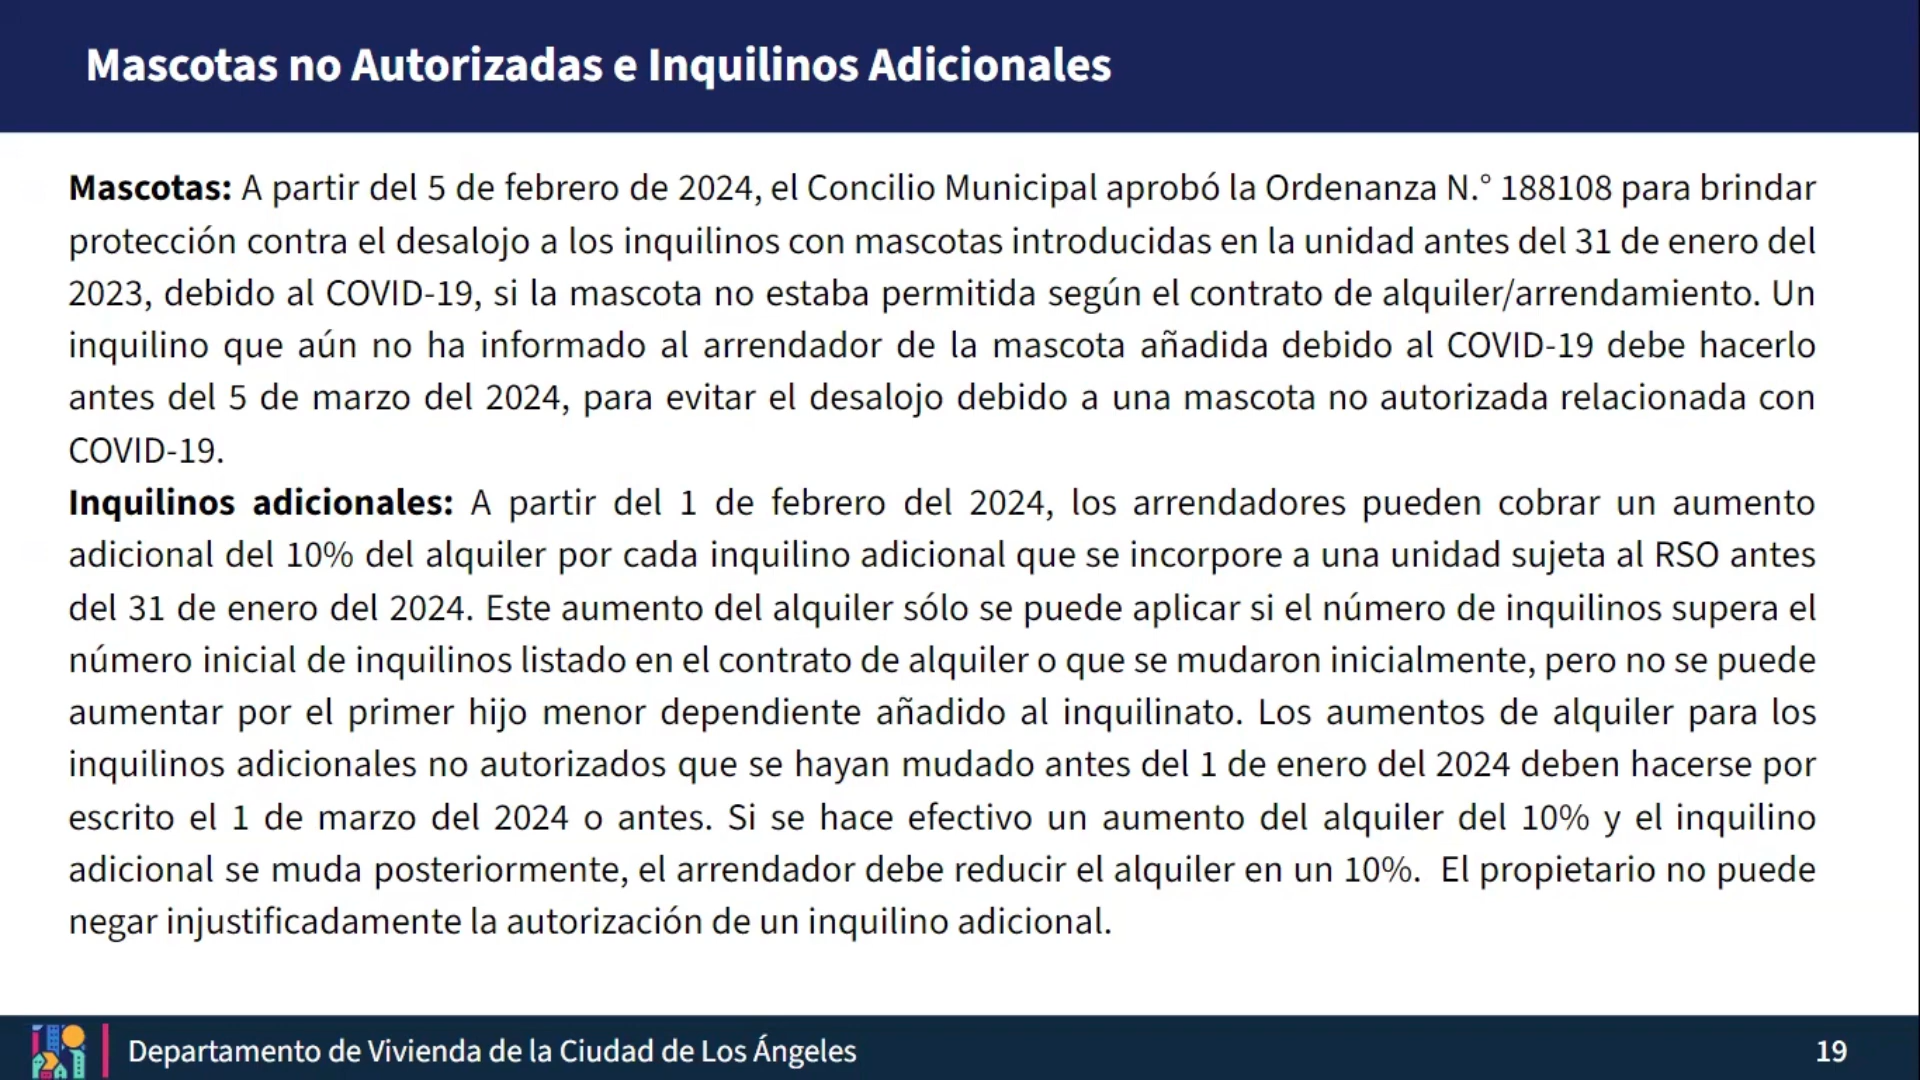 Mascotas no Autorizadas e Inquilinos Adicionales
Mascotas: A partir del 5 de febrero de 2024, el Concilio Municipal aprobó la Ordenanza N.° 188108 para brindar
protección contra el desalojo a los inquilinos con mascotas introducidas en la unidad antes del 31 de enero del
2023, debido al COVID-19, si la mascota no estaba permitida según el contrato de alquiler/arrendamiento. Un
inquilino que aún no ha informado al arrendador de la mascota añadida debido al COVID-19 debe hacerlo
antes del 5 de marzo del 2024, para evitar el desalojo debido a una mascota no autorizada relacionada con
COVID-19.
Inquilinos adicionales: A partir del 1 de febrero del 2024, los arrendadores pueden cobrar un aumento
adicional del 10% del alquiler por cada inquilino adicional que se incorpore a una unidad sujeta al RSO antes
del 31 de enero del 2024. Este aumento del alquiler sólo se puede aplicar si el número de inquilinos supera el
número inicial de inquilinos listado en el contrato de alquiler o que se mudaron inicialmente, pero no se puede
aumentar por el primer hijo menor dependiente añadido al inquilinato. Los aumentos de alquiler para los
inquilinos adicionales no autorizados que se hayan mudado antes del 1 de enero del 2024 deben hacerse por
escrito el 1 de marzo del 2024 o antes. Si se hace efectivo un aumento del alquiler del 10% y el inquilino
adicional se muda posteriormente, el arrendador debe reducir el alquiler en un 10%. El propietario no puede
negar injustificadamente la autorización de un inquilino adicional.
Departamento de Vivienda de la Ciudad de Los Ángeles
19